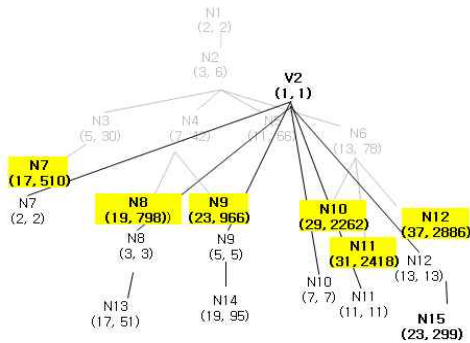 N1
(2, 2)
N2
(3, 6)
V2
(1, 1)
N3
(5, 30)
N4
(7, 42)
N5
(11, 66)
N6
(13, 78)
N7
(17, 510)
N7
(2, 2)
N8
(19, 798))
N9
(23, 966)
N10
(29, 2262)
N12
(37, 2886)
N8
(3, 3)
N9
(5, 5)
N11
(31, 2418)
N12
(13, 13)
N10
(7, 7)
N11
(11, 11)
N13
(17, 51)
N14
(19, 95)
N15
(23, 299)